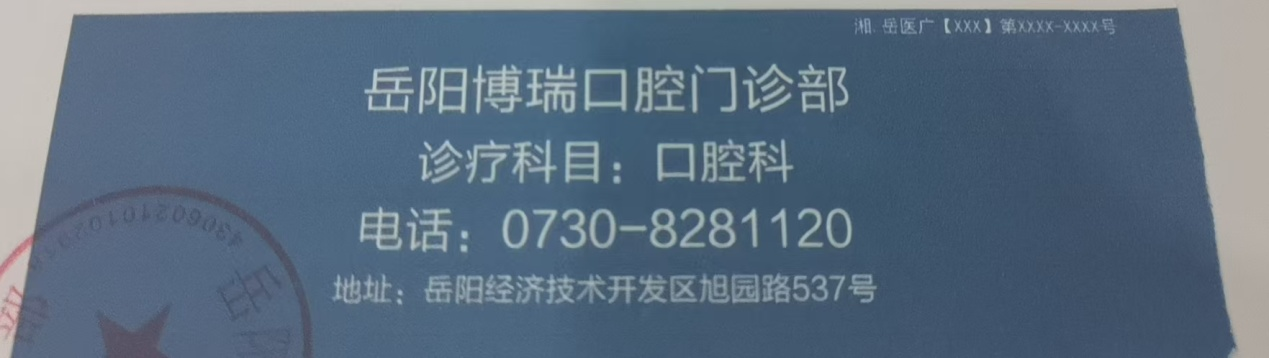 湘.岳医广【XXX】第XXXX-XXXX号
岳阳博瑞口腔门诊部
诊疗科目：口腔科
电话：0730-8281120
地址：岳阳经济技术开发区旭园路537号
岳阳